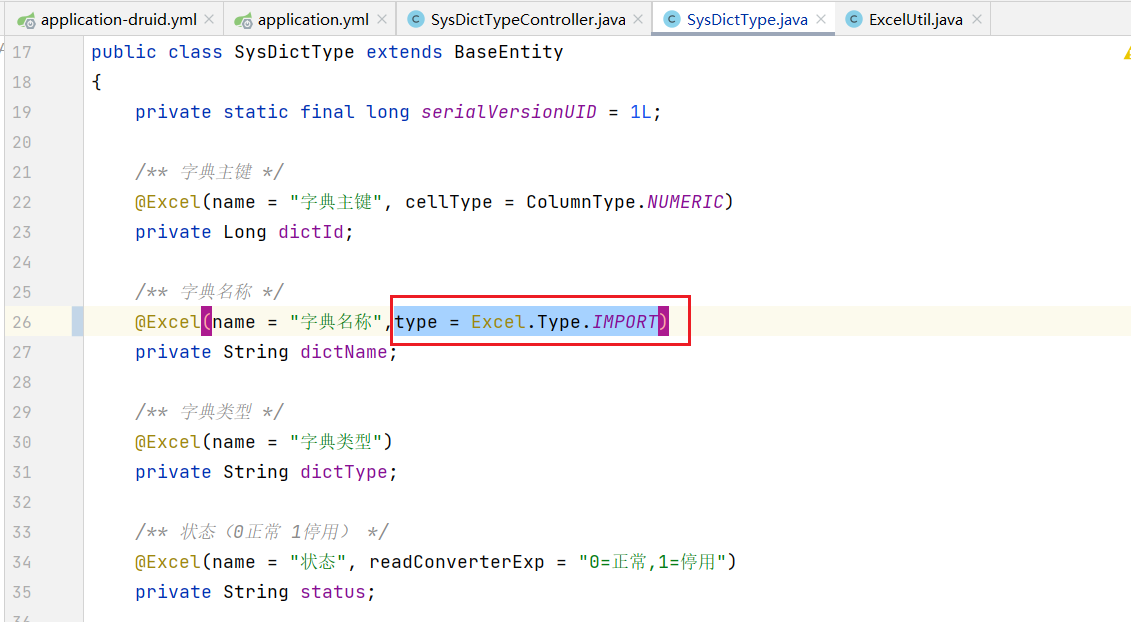 application-druid.yml application.yml SysDictTypeController.java SysDictType.java ExcelUtil.java
17 public class SysDictType extends BaseEntity
18 {
19 private static final long serialVersionUID = 1L;
20
21 /** 字典主键 */
22 @Excel(name = "字典主键", cellType = ColumnType.NUMERIC)
23 private Long dictId;
24
25 /** 字典名称 */
26 @Excel(name = "字典名称",type = Excel.Type.IMPORT)
27 private String dictName;
28
29 /** 字典类型 */
30 @Excel(name = "字典类型")
31 private String dictType;
32
33 /** 状态（0正常 1停用） */
34 @Excel(name = "状态", readConverterExp = "0=正常,1=停用")
35 private String status;